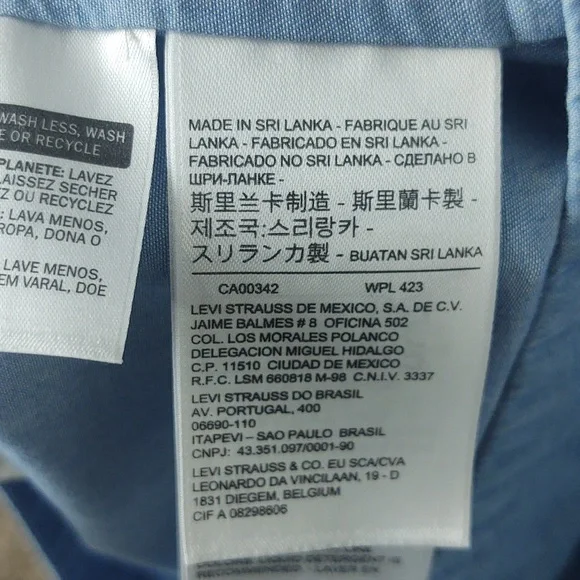 WASH LESS, WASH
E OR RECYCLE
PLANETE: LAVEZ
LAISSEZ SECHER
Z OU RECYCLEZ
: LAVA MENOS,
ROPA, DONA O
LAVE MENOS,
EM VARAL, DOE
MADE IN SRI LANKA - FABRIQUE AU SRI
LANKA - FABRICADO EN SRI LANKA -
FABRICADO NO SRI LANKA - СДЕЛАНО В
ШРИ-ЛАНКЕ -
斯里兰卡制造 - 斯里蘭卡製 -
제조국:스리랑카 -
スリランカ製 - BUATAN SRI LANKA
CA00342 WPL 423
LEVI STRAUSS DE MEXICO, S.A. DE C.V.
JAIME BALMES # 8 OFICINA 502
COL. LOS MORALES POLANCO
DELEGACION MIGUEL HIDALGO
C.P. 11510 CIUDAD DE MEXICO
R.F.C. LSM 660818 M-98 C.N.I.V. 3337
LEVI STRAUSS DO BRASIL
AV. PORTUGAL, 400
06690-110
ITAPEVI – SAO PAULO BRASIL
CNPJ: 43.351.097/0001-90
LEVI STRAUSS & CO. EU SCA/CVA
LEONARDO DA VINCILAAN, 19 - D
1831 DIEGEM, BELGIUM
CIF A 08298606